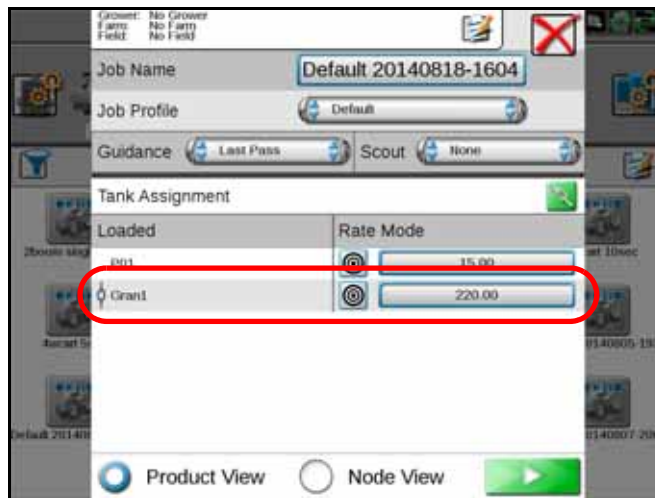 Grower: No Grower
Farm: No Farm
Field: No Field
Job Name Default 20140818-1604
Job Profile Default
Guidance Last Pass Scout None
Tank Assignment
Loaded Rate Mode
P01 15.00
Gran1 220.00
Product View Node View